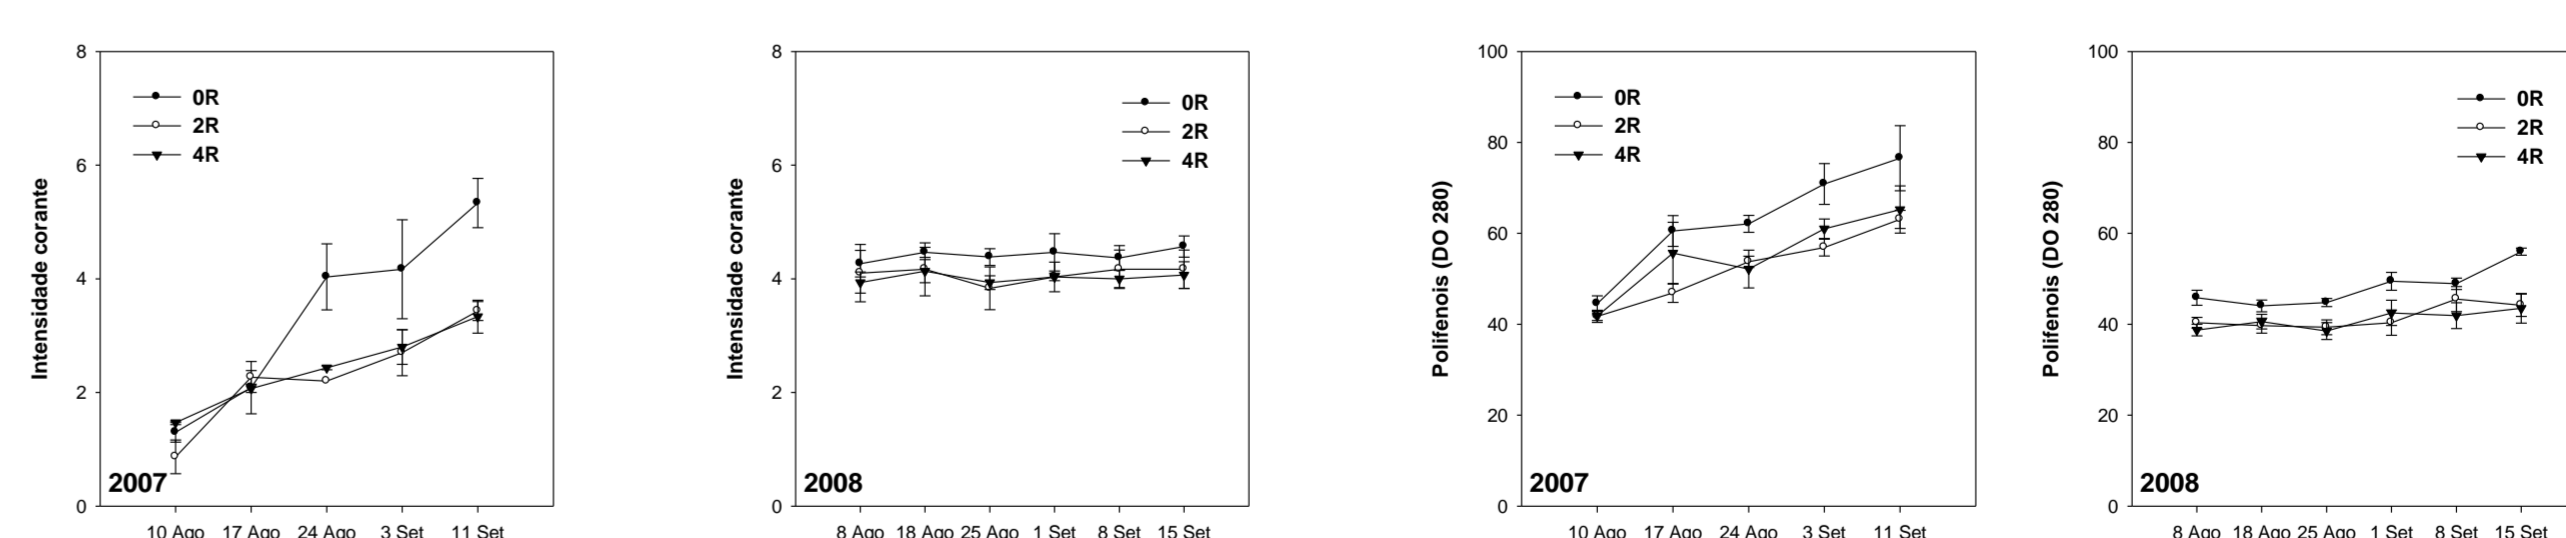 Intensidade corante
8
6
4
2
0
0R
2R
4R
2007
10 Ago 17 Ago 24 Ago 3 Set 11 Set
Intensidade corante
8
6
4
2
0
0R
2R
4R
2008
8 Ago 18 Ago 25 Ago 1 Set 8 Set 15 Set
Polifenois (DO 280)
100
80
60
40
20
0
0R
2R
4R
2007
10 Ago 17 Ago 24 Ago 3 Set 11 Set
Polifenois (DO 280)
100
80
60
40
20
0
0R
2R
4R
2008
8 Ago 18 Ago 25 Ago 1 Set 8 Set 15 Set